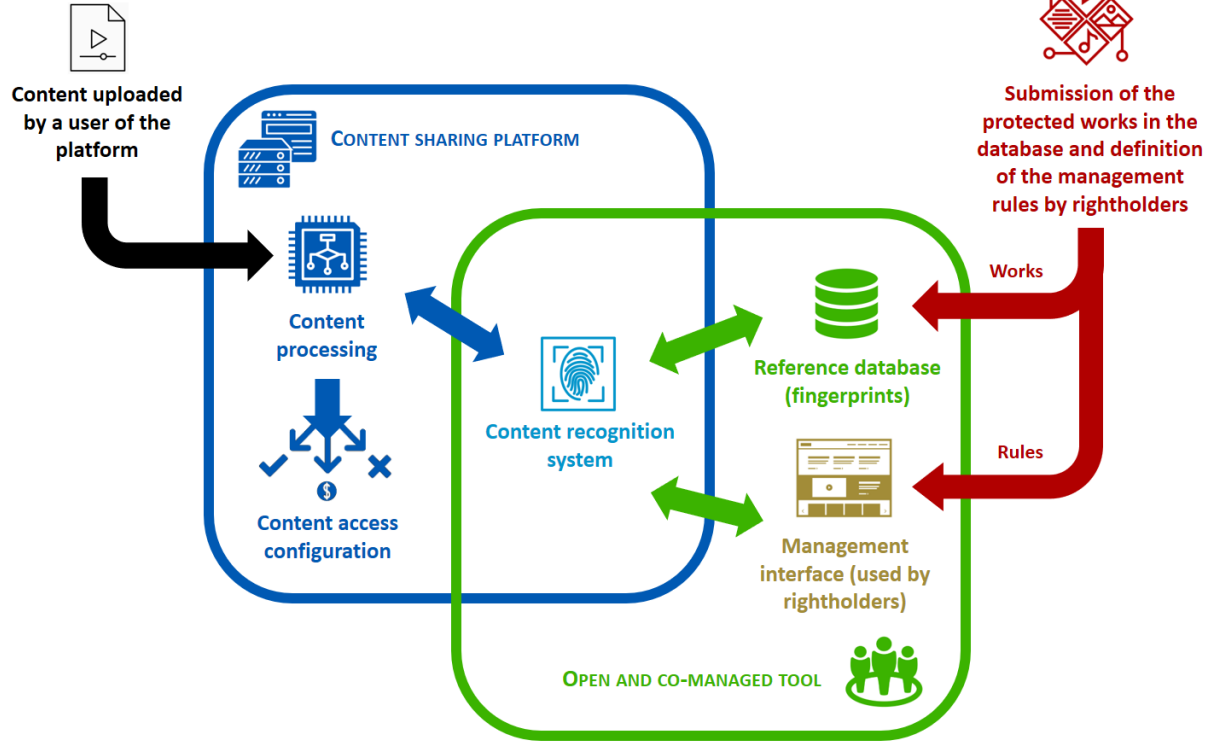 Content uploaded
by a user of the
platform
CONTENT SHARING PLATFORM
Submission of the
protected works in the
database and definition
of the management
rules by rightholders
Works
Content
processing
Reference database
(fingerprints)
Content recognition
system
Rules
$
Content access
configuration
Management
interface (used by
rightholders)
OPEN AND CO-MANAGED TOOL